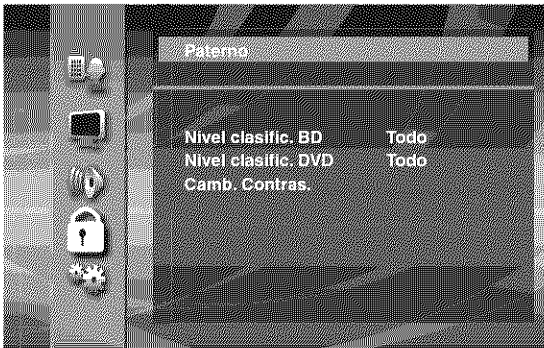 Paterno
Nivel clasific. BD Todo
Nivel clasific. DVD Todo
Camb. Contras.